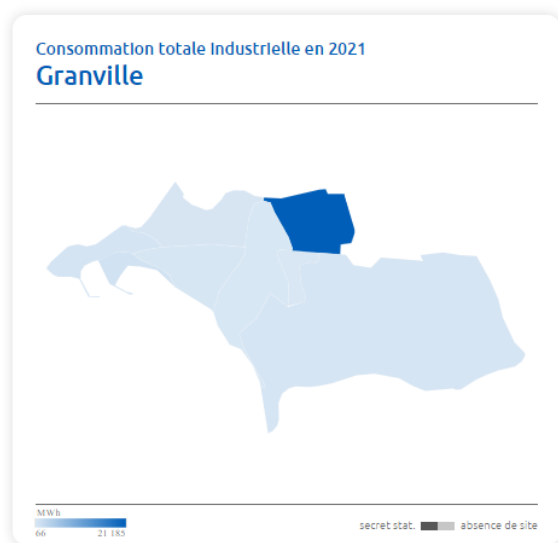 Consommation totale industrielle en 2021
Granville
MWh
66 21 185
secret stat. absence de site